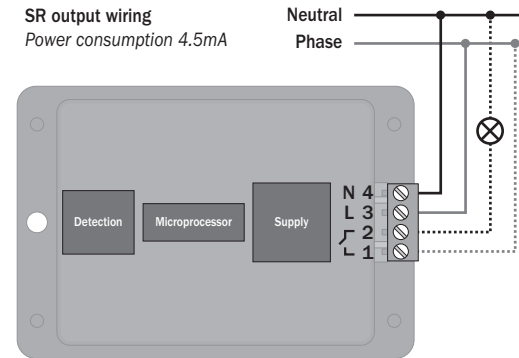 SR output wiring
Power consumption 4.5mA
Neutral
Phase
Detection
Microprocessor
Supply
N 4
L 3
2
1